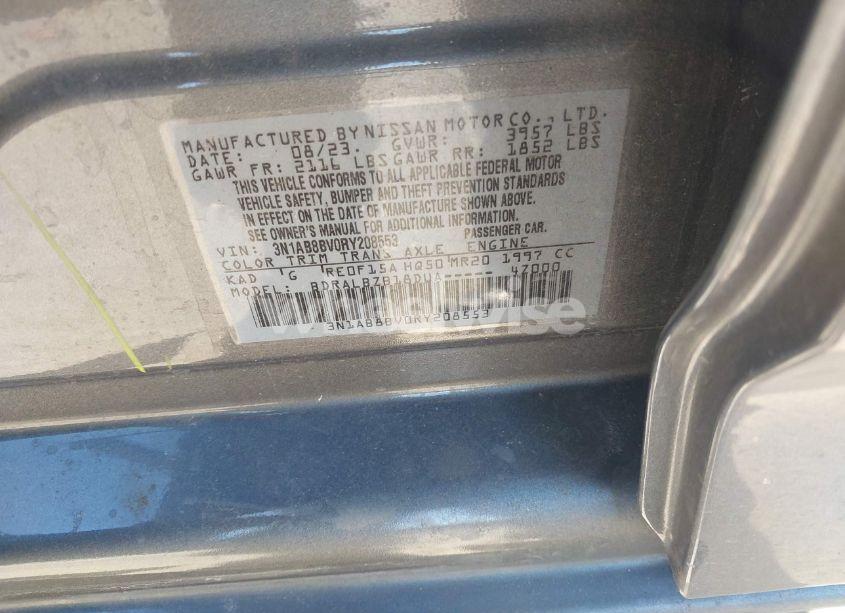 MANUFACTURED BY NISSAN MOTOR CO., LTD.
DATE: 08/23. GVWR: 3957 LBS
GAWR FR: 2116 LBS GAWR RR: 1852 LBS
THIS VEHICLE CONFORMS TO ALL APPLICABLE FEDERAL MOTOR
VEHICLE SAFETY, BUMPER AND THEFT PREVENTION STANDARDS
IN EFFECT ON THE DATE OF MANUFACTURE SHOWN ABOVE.
SEE OWNER'S MANUAL FOR ADDITIONAL INFORMATION
VIN: 3N1AB8BV0RY208553 PASSENGER CAR.
COLOR TRIM TRANS AXLE ENGINE
KAD G RE0F15A HQ50 MR20 1997 CC
MODEL: BDRALBZB18DUA----- 4Z000
3N1AB8BV0RY208553